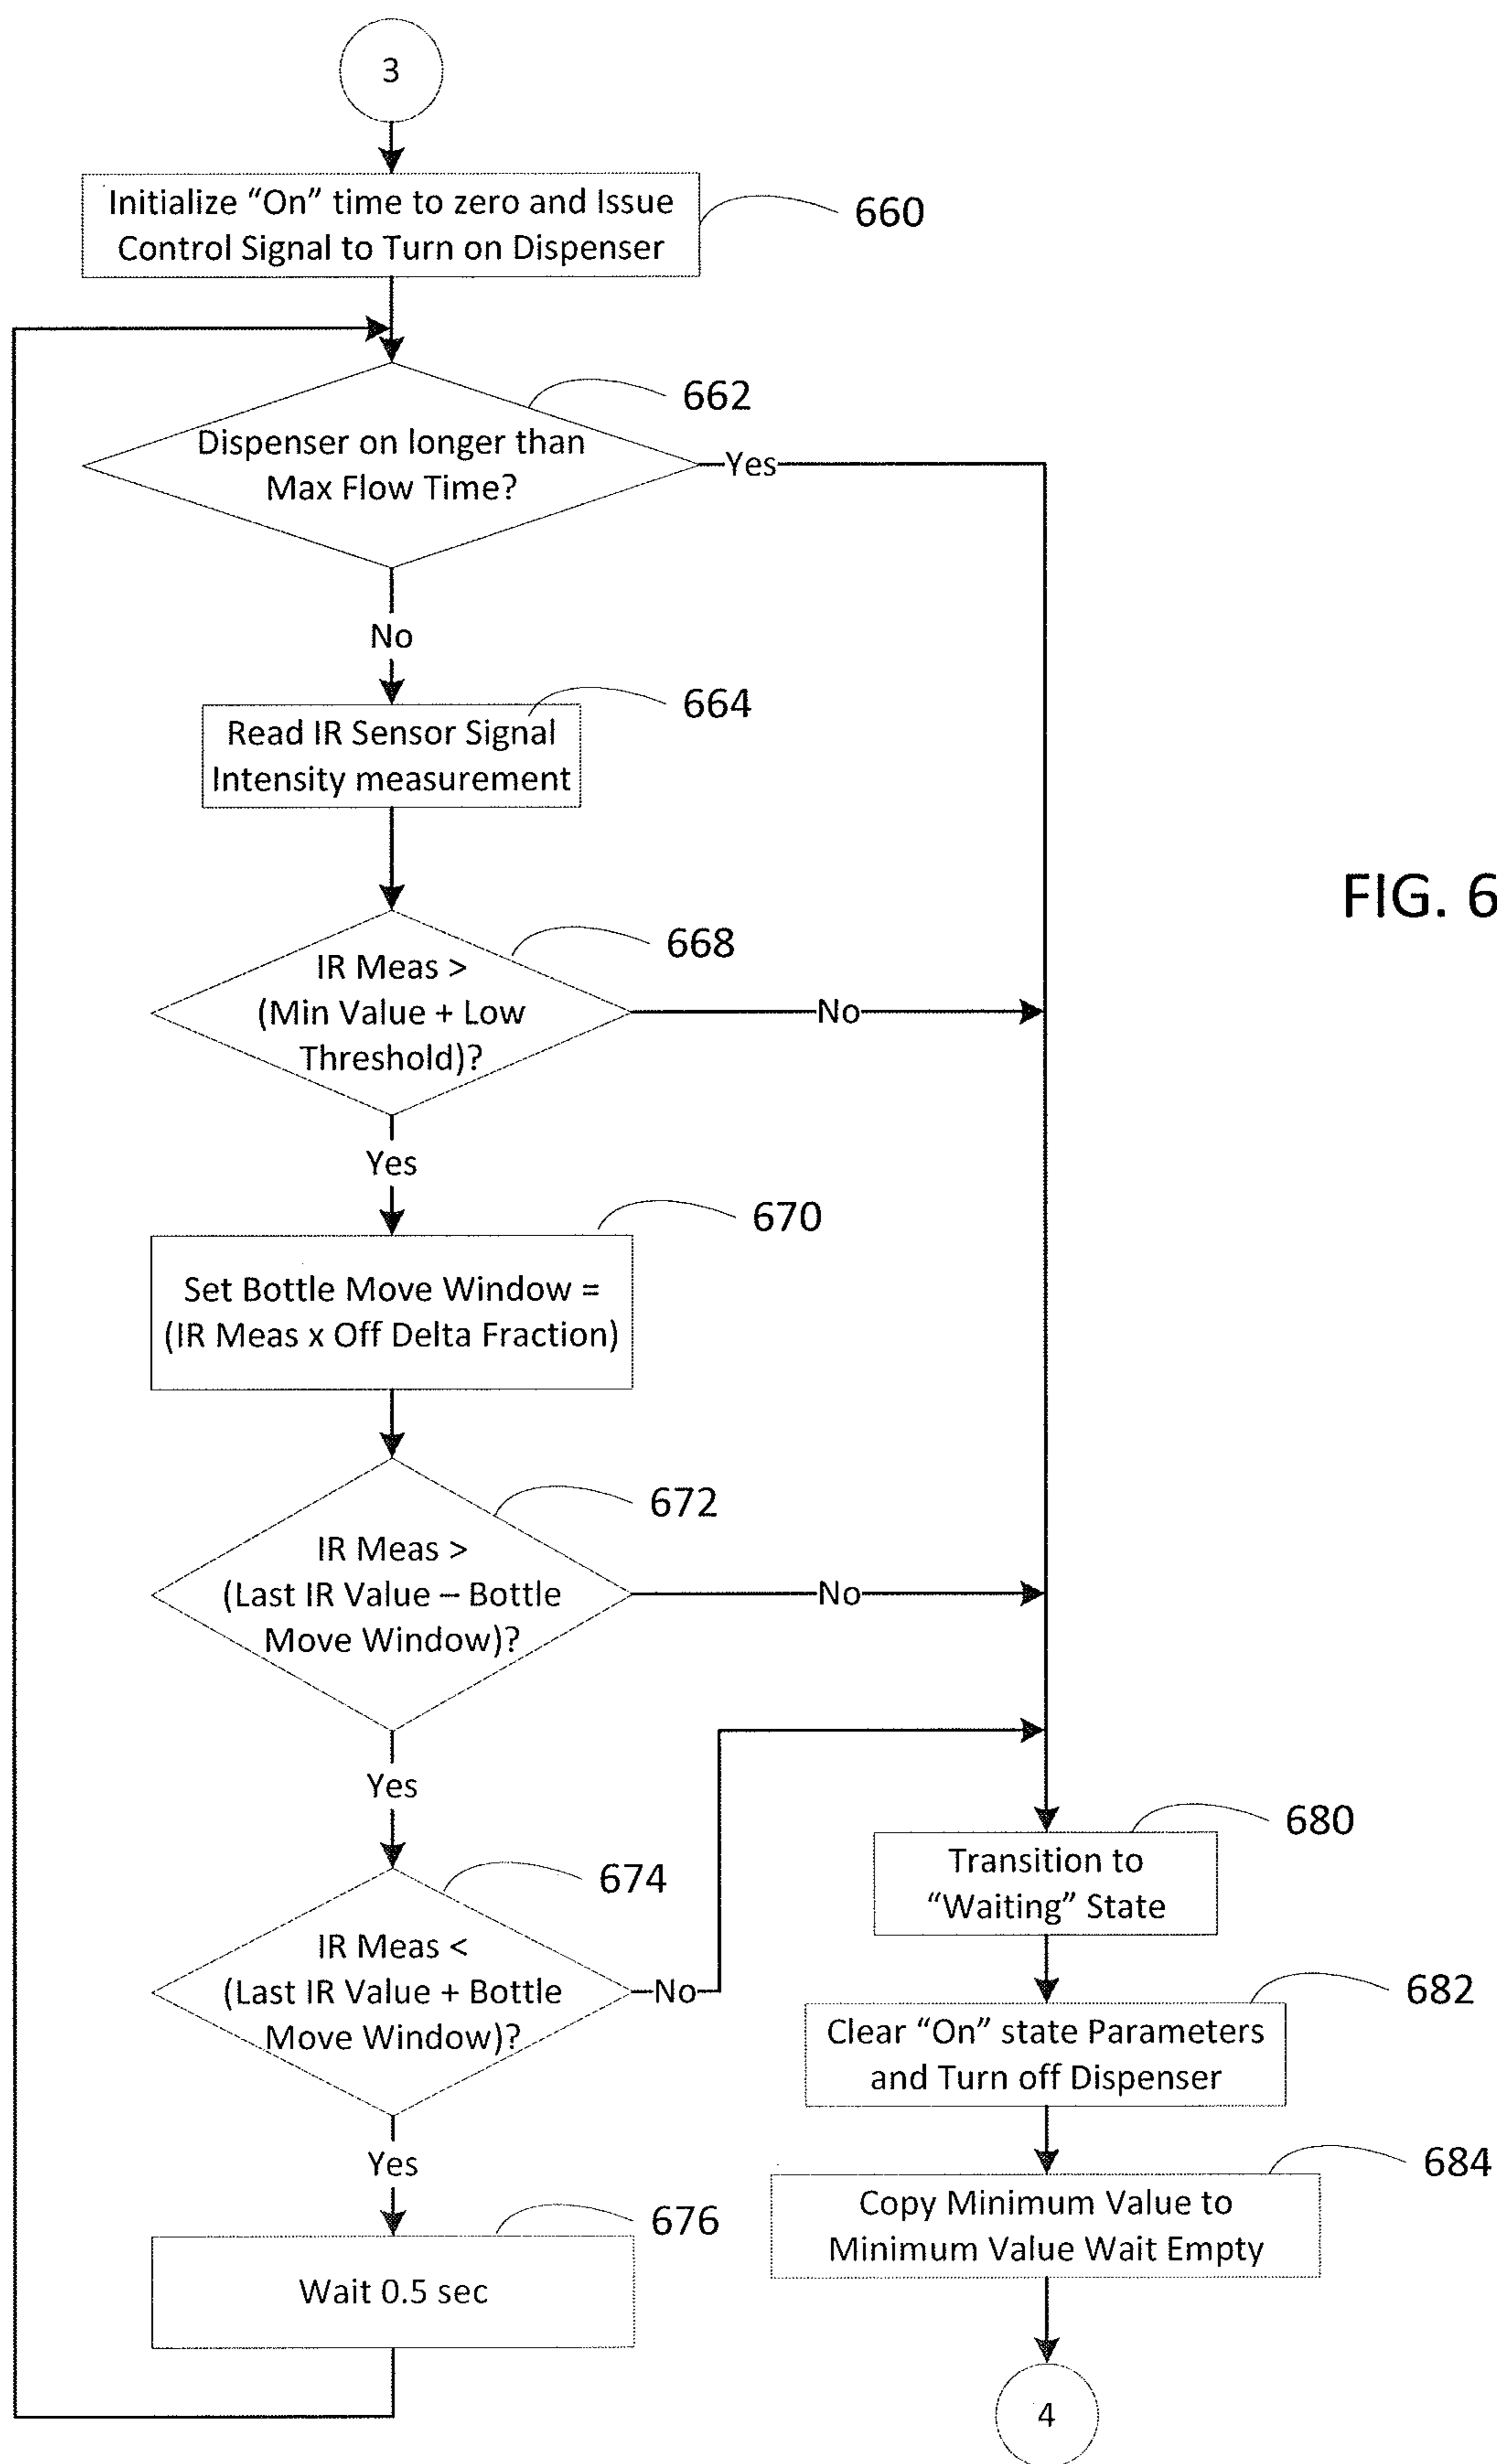 3
Initialize “On” time to zero and Issue
Control Signal to Turn on Dispenser
660
662
Dispenser on longer than
Max Flow Time?
Yes
No
664
Read IR Sensor Signal
Intensity measurement
FIG. 6
668
IR Meas >
(Min Value + Low
Threshold)?
No
Yes
670
Set Bottle Move Window =
(IR Meas x Off Delta Fraction)
672
IR Meas >
(Last IR Value – Bottle
Move Window)?
No
Yes
674
IR Meas <
(Last IR Value + Bottle
Move Window)?
No
Yes
676
Wait 0.5 sec
680
Transition to
“Waiting” State
682
Clear “On” state Parameters
and Turn off Dispenser
684
Copy Minimum Value to
Minimum Value Wait Empty
4